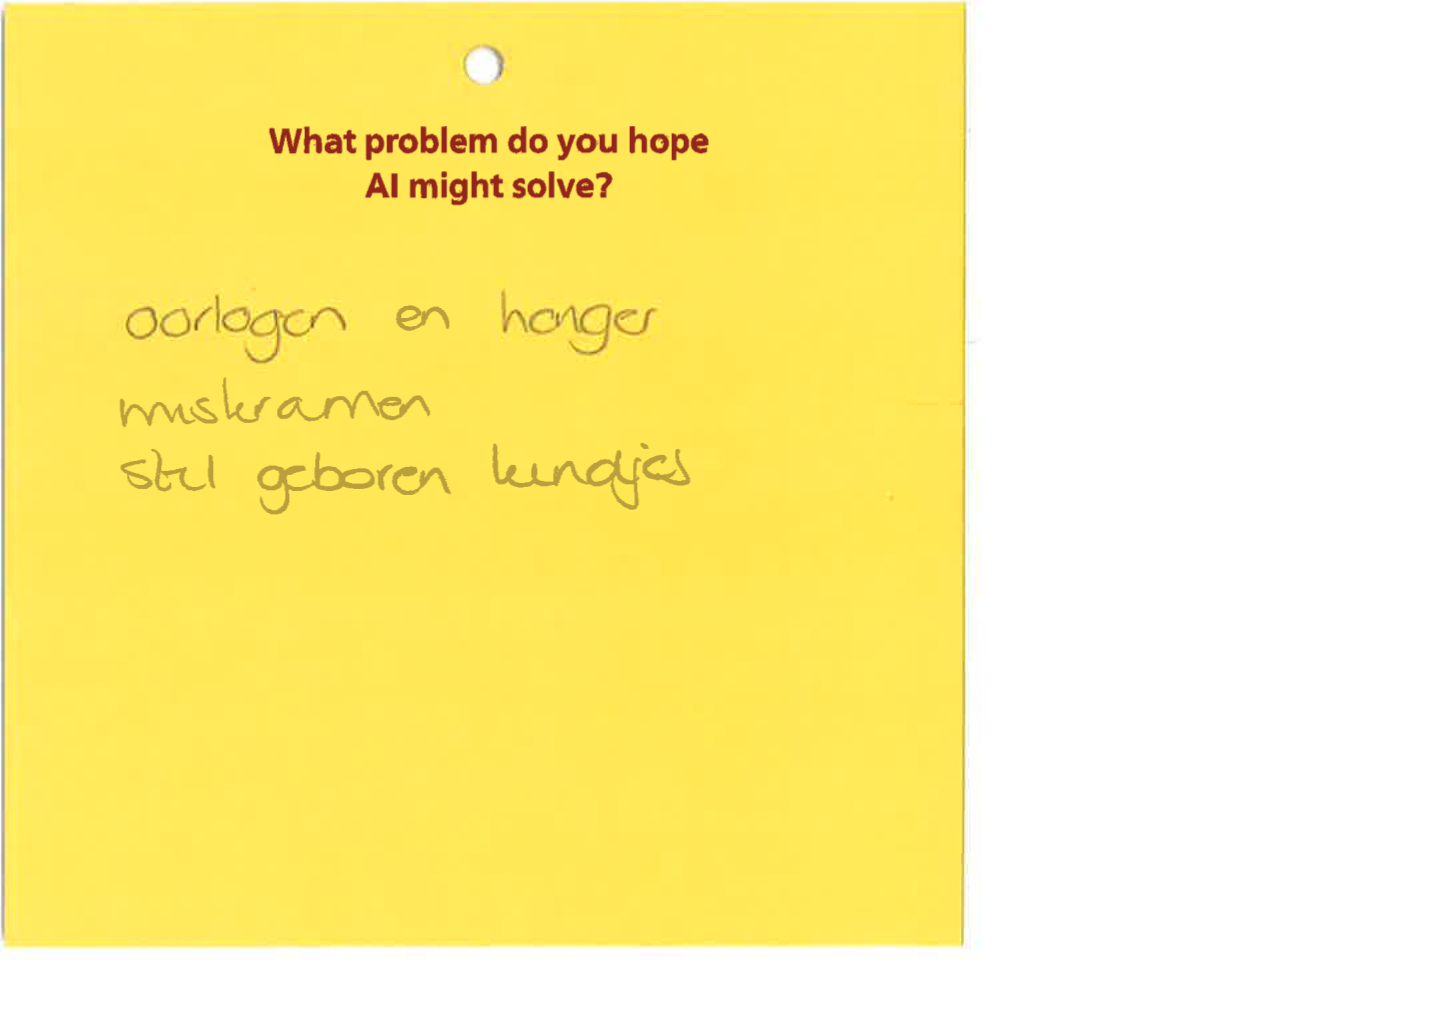 What problem do you hope
AI might solve?
oorlogen en honger
miskramen
stil geboren kindjes